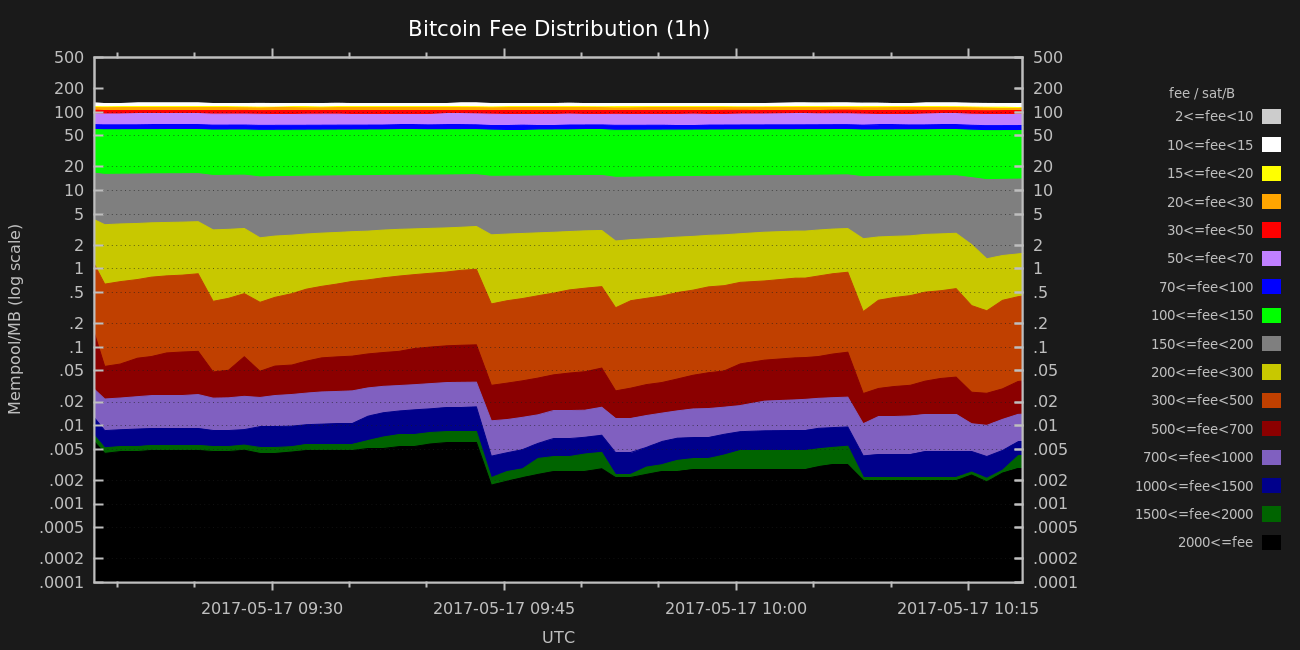 Bitcoin Fee Distribution (1h)
Mempool/MB (log scale)
500
200
100
50
20
10
5
2
1
.5
.2
.1
.05
.02
.01
.005
.002
.001
.0005
.0002
.0001
500
200
100
50
20
10
5
2
1
.5
.2
.1
.05
.02
.01
.005
.002
.001
.0005
.0002
.0001
2017-05-17 09:30 2017-05-17 09:45 2017-05-17 10:00 2017-05-17 10:15
UTC
fee / sat/B
2<=fee<10
10<=fee<15
15<=fee<20
20<=fee<30
30<=fee<50
50<=fee<70
70<=fee<100
100<=fee<150
150<=fee<200
200<=fee<300
300<=fee<500
500<=fee<700
700<=fee<1000
1000<=fee<1500
1500<=fee<2000
2000<=fee